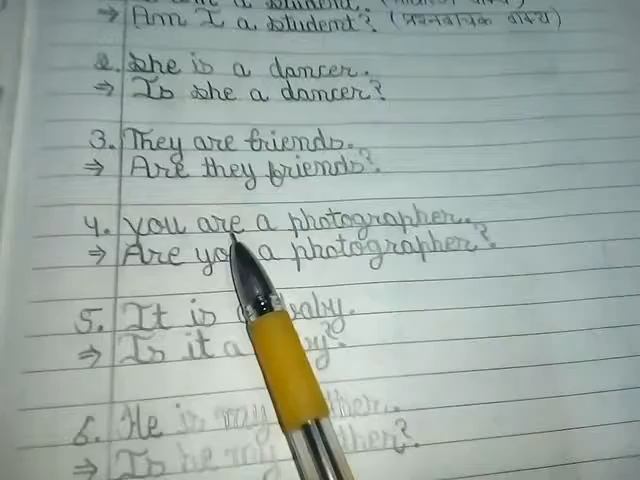 a student.
⇒ Am I a student? (प्रश्नवाचक वाक्य)
2. She is a dancer.
⇒ Is she a dancer?
3. They are friends.
⇒ Are they friends?
4. you are a photographer.
⇒ Are you a photographer?
5. It is baby.
⇒ Is it a
6. He is my
⇒ Is he my